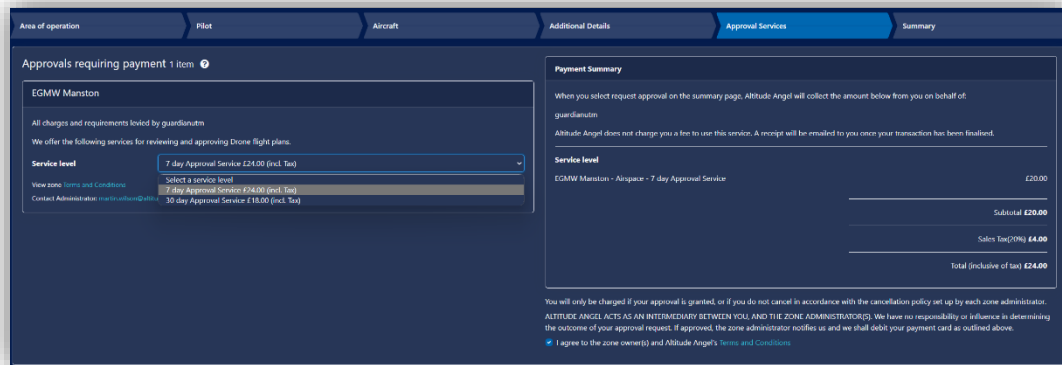 Area of operation
Pilot
Aircraft
Additional Details
Approval Services
Summary
Approvals requiring payment 1 item ?
EGMW Manston
All charges and requirements levied by guardianutm
We offer the following services for reviewing and approving Drone flight plans.
Service level
7 day Approval Service £24.00 (incl. Tax)
Select a service level
7 day Approval Service £24.00 (incl. Tax)
30 day Approval Service £18.00 (incl. Tax)
View zone Terms and Conditions
Contact Administrator:
Payment Summary
When you select request approval on the summary page, Altitude Angel will collect the amount below from you on behalf of:
guardianutm
Altitude Angel does not charge you a fee to use this service. A receipt will be emailed to you once your transaction has been finalised.
Service level
EGMW Manston - Airspace - 7 day Approval Service £20.00
Subtotal £20.00
Sales Tax(20%) £4.00
Total (inclusive of tax) £24.00
You will only be charged if your approval is granted, or if you do not cancel in accordance with the cancellation policy set up by each zone administrator.
ALTITUDE ANGEL ACTS AS AN INTERMEDIARY BETWEEN YOU, AND THE ZONE ADMINISTRATOR(S). We have no responsibility or influence in determining
the outcome of your approval request. If approved, the zone administrator notifies us and we shall debit your payment card as outlined above.
I agree to the zone owner(s) and Altitude Angel's Terms and Conditions